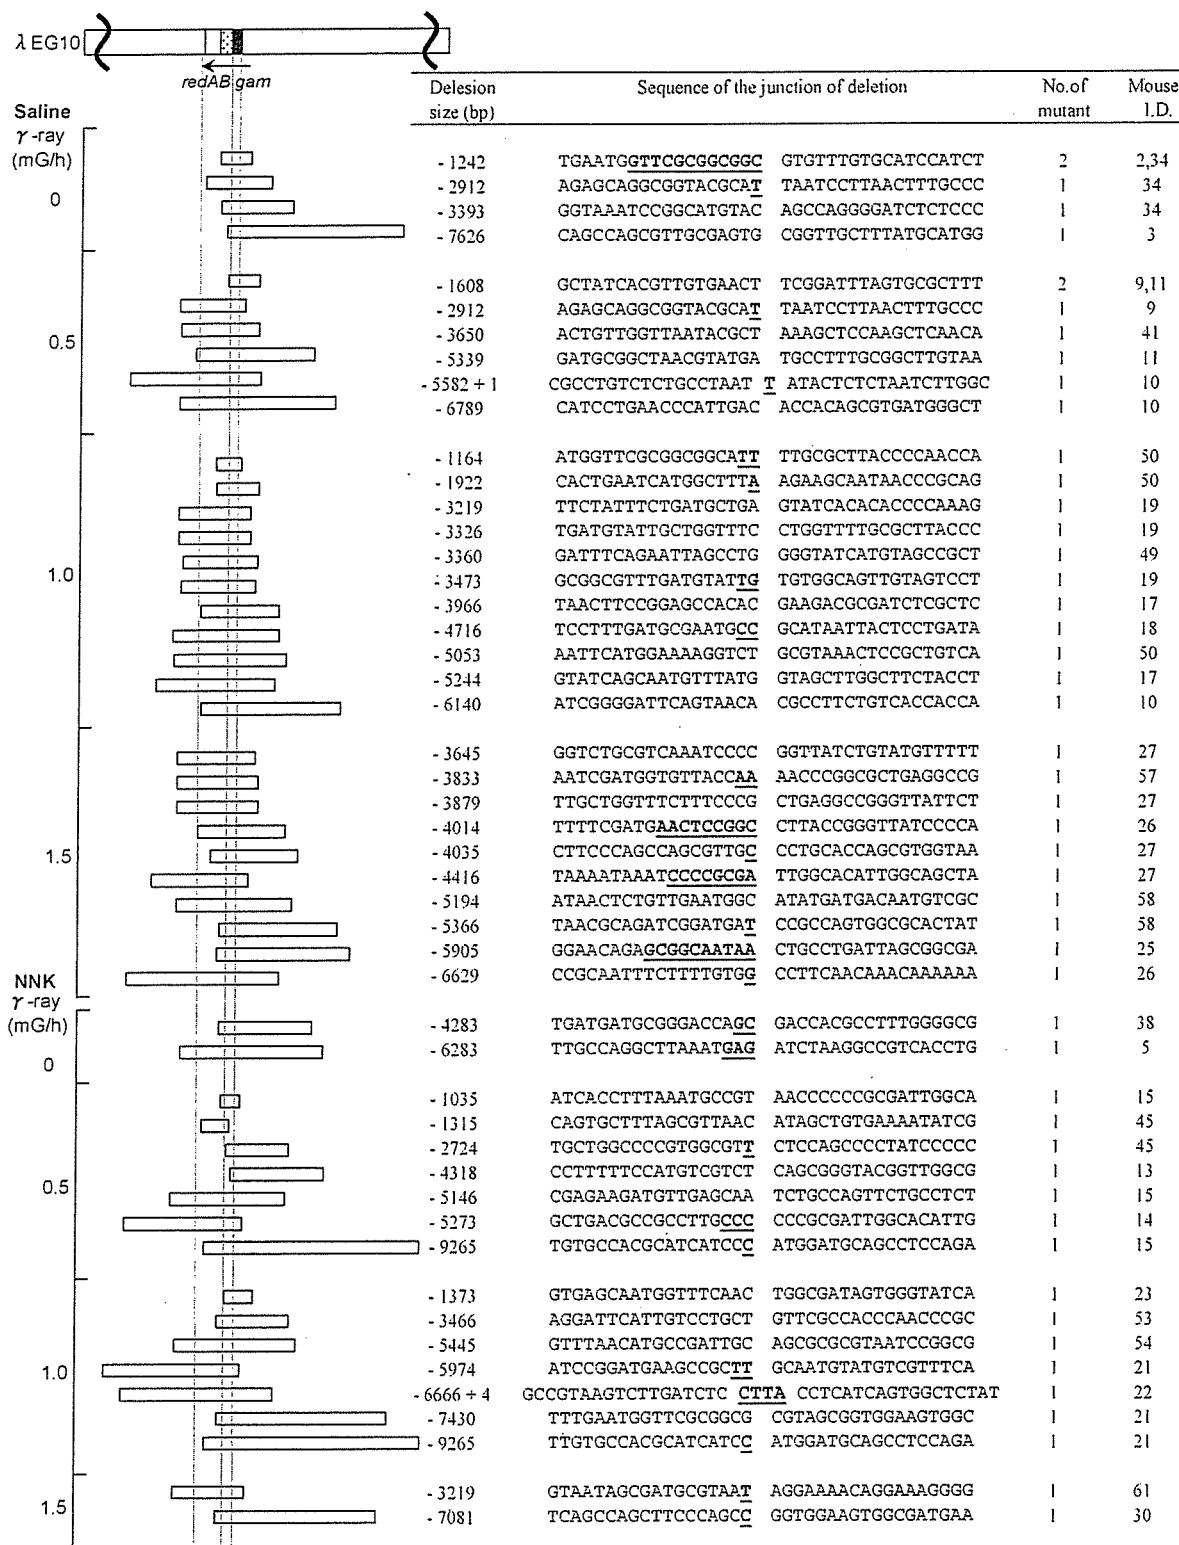 λ EG10
redAB gam
Delesion size (bp) Sequence of the junction of deletion No. of mutant Mouse I.D.
Saline
γ-ray
(mG/h)
0
- 1242 TGAATGGTTCGCGGCGGC GTGTTTGTGCATCCATCT 2 2,34
- 2912 AGAGCAGGCGGTACGCAT TAATCCTTAACTTTGCCC 1 34
- 3393 GGTAAATCCGGCATGTAC AGCCAGGGGATCTCTCCC 1 34
- 7626 CAGCCAGCGTTGCGAGTG CGGTTGCTTTATGCATGG 1 3
0.5
- 1608 GCTATCACGTTGTGAACT TCGGATTTAGTGCGCTTT 2 9,11
- 2912 AGAGCAGGCGGTACGCAT TAATCCTTAACTTTGCCC 1 9
- 3650 ACTGTTGGTTAATACGCT AAAGCTCCAAGCTCAACA 1 41
- 5339 GATGCGGCTAACGTATGA TGCCTTTGCGGCTTGTAA 1 11
- 5582 + 1 CGCCTGTCTCTGCCTAAT T ATACTCTCTAATCTTGGC 1 10
- 6789 CATCCTGAACCCATTGAC ACCACAGCGTGATGGGCT 1 10
1.0
- 1164 ATGGTTCGCGGCGGCATT TTGCGCTTACCCCAACCA 1 50
- 1922 CACTGAATCATGGCTTTA AGAAGCAATAACCCGCAG 1 50
- 3219 TTCTATTTCTGATGCTGA GTATCACACACCCCAAAG 1 19
- 3326 TGATGTATTGCTGGTTTC CTGGTTTTGCGCTTACCC 1 19
- 3360 GATTTCAGAATTAGCCTG GGGTATCATGTAGCCGCT 1 49
- 3473 GCGGCGTTTGATGTATTG TGTGGCAGTTGTAGTCCT 1 19
- 3966 TAACTTCCGGAGCCACAC GAAGACGCGATCTCGCTC 1 17
- 4716 TCCTTTGATGCGAATGCC GCATAATTACTCCTGATA 1 18
- 5053 AATTCATGGAAAAGGTCT GCGTAAACTCCGCTGTCA 1 50
- 5244 GTATCAGCAATGTTTATG GTAGCTTGGCTTCTACCT 1 17
- 6140 ATCGGGGATTCAGTAACA CGCCTTCTGTCACCACCA 1 10
1.5
- 3645 GGTCTGCGTCAAATCCCC GGTTATCTGTATGTTTTT 1 27
- 3833 AATCGATGGTGTTACCAA AACCCGGCGCTGAGGCCG 1 57
- 3879 TTGCTGGTTTCTTTCCCG CTGAGGCCGGGTTATTCT 1 27
- 4014 TTTTCGATGAACTCCGGC CTTACCGGGTTATCCCCA 1 26
- 4035 CTTCCCAGCCAGCGTTGC CCTGCACCAGCGTGGTAA 1 27
- 4416 TAAAATAAATCCCCGCGA TTGGCACATTGGCAGCTA 1 27
- 5194 ATAACTCTGTTGAATGGC ATATGATGACAATGTCGC 1 58
- 5366 TAACGCAGATCGGATGAT CCGCCAGTGGCGCACTAT 1 58
- 5905 GGAACAGAGCGGCAATAA CTGCCTGATTAGCGGCGA 1 25
- 6629 CCGCAATTTCTTTTGTGG CCTTCAACAAACAAAAAA 1 26
NNK
γ-ray
(mG/h)
0
- 4283 TGATGATGCGGGACCAGC GACCACGCCTTTGGGGCG 1 38
- 6283 TTGCCAGGCTTAAATGAG ATCTAAGGCCGTCACCTG 1 5
0.5
- 1035 ATCACCTTTAAATGCCGT AACCCCCCGCGATTGGCA 1 15
- 1315 CAGTGCTTTAGCGTTAAC ATAGCTGTGAAAATATCG 1 45
- 2724 TGCTGGCCCCGTGGCGTT CTCCAGCCCCTATCCCCC 1 45
- 4318 CCTTTTTCCATGTCGTCT CAGCGGGTACGGTTGGCG 1 13
- 5146 CGAGAAGATGTTGAGCAA TCTGCCAGTTCTGCCTCT 1 15
- 5273 GCTGACGCCGCCTTGCCC CCCGCGATTGGCACATTG 1 14
- 9265 TGTGCCACGCATCATCCC ATGGATGCAGCCTCCAGA 1 15
1.0
- 1373 GTGAGCAATGGTTTCAAC TGGCGATAGTGGGTATCA 1 23
- 3466 AGGATTCATTGTCCTGCT GTTCGCCACCCAACCCGC 1 53
- 5445 GTTTAACATGCCGATTGC AGCGCGCGTAATCCGGCG 1 54
- 5974 ATCCGGATGAAGCCGCTT GCAATGTATGTCGTTTCA 1 21
- 6666 + 4 GCCGTAAGTCTTGATCTC CTTA CCTCATCAGTGGCTCTAT 1 22
- 7430 TTTGAATGGTTCGCGGCG CGTAGCGGTGGAAGTGGC 1 21
- 9265 TTGTGCCACGCATCATCC ATGGATGCAGCCTCCAGA 1 21
1.5
- 3219 GTAATAGCGATGCGTAAT AGGAAAACAGGAAAGGGG 1 61
- 7081 TCAGCCAGCTTCCCAGCC GGTGGAAGTGGCGATGAA 1 30